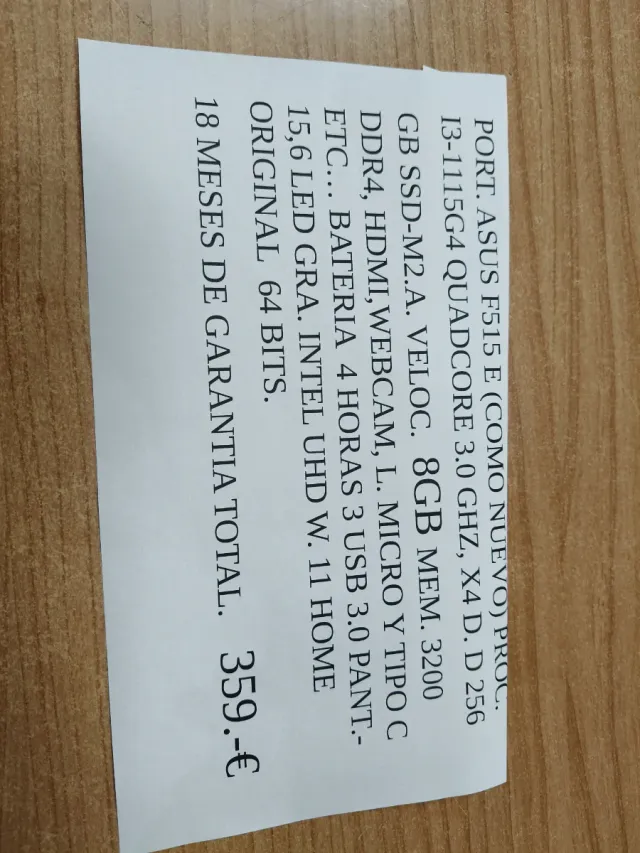 PORT. ASUS F515 E (COMO NUEVO) PROC.
I3-1115G4 QUADCORE 3.0 GHZ, X4 D. D 256
GB SSD-M2.A. VELOC. 8GB MEM. 3200
DDR4, HDMI,WEBCAM, L. MICRO Y TIPO C
ETC... BATERIA 4 HORAS 3 USB 3.0 PANT.-
15,6 LED GRA. INTEL UHD W. 11 HOME
ORIGINAL 64 BITS.
18 MESES DE GARANTIA TOTAL. 359.-€